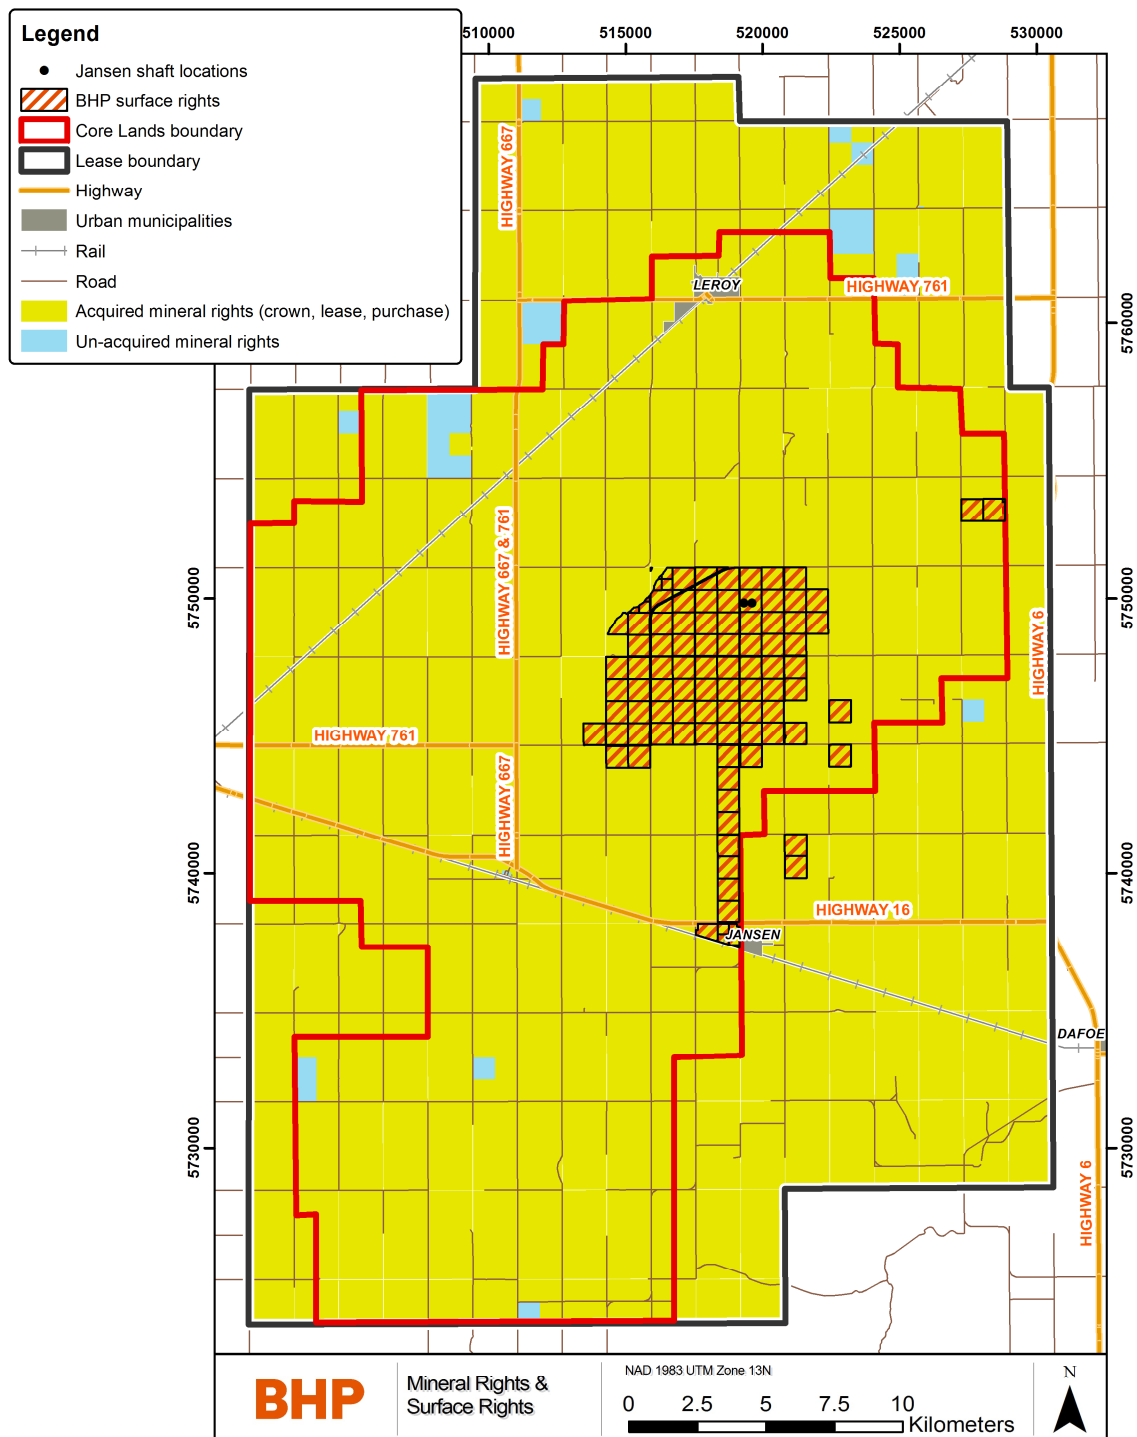 Legend
Jansen shaft locations
BHP surface rights
Core Lands boundary
Lease boundary
Highway
Urban municipalities
Rail
Road
Acquired mineral rights (crown, lease, purchase)
Un-acquired mineral rights
510000
515000
520000
525000
530000
HIGHWAY 667
LEROY
HIGHWAY 761
5760000
HIGHWAY 667 & 761
5750000
5750000
HIGHWAY 6
HIGHWAY 761
HIGHWAY 667
5740000
5740000
HIGHWAY 16
JANSEN
DAFOE
5730000
5730000
HIGHWAY 6
BHP
Mineral Rights &
Surface Rights
NAD 1983 UTM Zone 13N
0 2.5 5 7.5 10
Kilometers
N